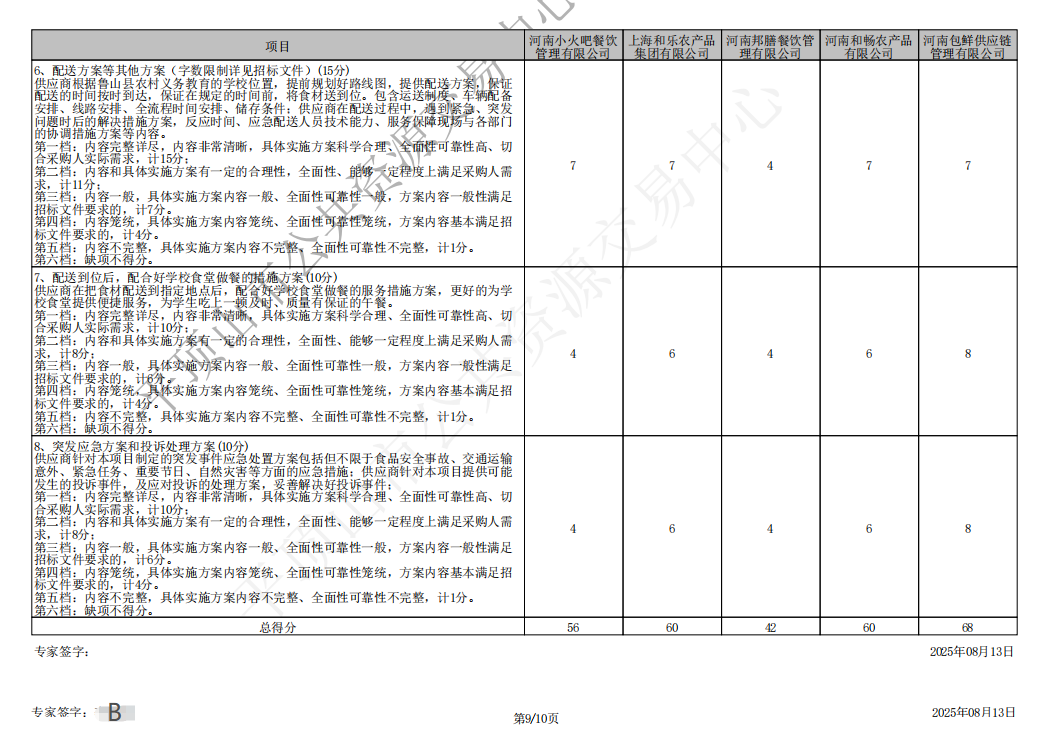 项目
河南小火吧餐饮管理有限公司
上海和乐农产品集团有限公司
河南邦膳餐饮管理有限公司
河南和畅农产品有限公司
河南包鲜供应链管理有限公司
6、配送方案等其他方案（字数限制详见招标文件）(15分)
供应商根据鲁山县农村义务教育的学校位置，提前规划好路线图，提供配送方案，保证
配送的时间按时到达，保证在规定的时间前，将食材送到位。包含运送制度、车辆配备
安排、线路安排、全流程时间安排、储存条件；供应商在配送过程中，遇到紧急、突发
问题时后的解决措施方案，反应时间、应急配送人员技术能力、服务保障现场与各部门
的协调措施方案等内容。
第一档：内容完整详尽，内容非常清晰，具体实施方案科学合理、全面性可靠性高、切
合采购人实际需求，计15分；
第二档：内容和具体实施方案有一定的合理性，全面性、能够一定程度上满足采购人需
求，计11分；
第三档：内容一般，具体实施方案内容一般、全面性可靠性一般，方案内容一般性满足
招标文件要求的，计7分。
第四档：内容笼统，具体实施方案内容笼统、全面性可靠性笼统，方案内容基本满足招
标文件要求的，计4分。
第五档：内容不完整，具体实施方案内容不完整、全面性可靠性不完整，计1分。
第六档：缺项不得分。
7
7
4
7
7
7、配送到位后，配合好学校食堂做餐的措施方案(10分)
供应商在把食材配送到指定地点后，配合好学校食堂做餐的服务措施方案，更好的为学
校食堂提供便捷服务，为学生吃上一顿及时、质量有保证的午餐。
第一档：内容完整详尽，内容非常清晰，具体实施方案科学合理、全面性可靠性高、切
合采购人实际需求，计10分；
第二档：内容和具体实施方案有一定的合理性，全面性、能够一定程度上满足采购人需
求，计8分；
第三档：内容一般，具体实施方案内容一般、全面性可靠性一般，方案内容一般性满足
招标文件要求的，计6分。
第四档：内容笼统，具体实施方案内容笼统、全面性可靠性笼统，方案内容基本满足招
标文件要求的，计4分。
第五档：内容不完整，具体实施方案内容不完整、全面性可靠性不完整，计1分。
第六档：缺项不得分。
4
6
4
6
8
8、突发应急方案和投诉处理方案(10分)
供应商针对本项目制定的突发事件应急处置方案包括但不限于食品安全事故、交通运输
意外、紧急任务、重要节日、自然灾害等方面的应急措施；供应商针对本项目提供可能
发生的投诉事件，及应对投诉的处理方案，妥善解决好投诉事件；
第一档：内容完整详尽，内容非常清晰，具体实施方案科学合理、全面性可靠性高、切
合采购人实际需求，计10分；
第二档：内容和具体实施方案有一定的合理性，全面性、能够一定程度上满足采购人需
求，计8分；
第三档：内容一般，具体实施方案内容一般、全面性可靠性一般，方案内容一般性满足
招标文件要求的，计6分。
第四档：内容笼统，具体实施方案内容笼统、全面性可靠性笼统，方案内容基本满足招
标文件要求的，计4分。
第五档：内容不完整，具体实施方案内容不完整、全面性可靠性不完整，计1分。
第六档：缺项不得分。
4
6
4
6
8
总得分
56
60
42
60
68
专家签字：
2025年08月13日
专家签字：
B
第9/10页
2025年08月13日
平顶山市公共资源交易中心
平顶山市公共资源交易中心